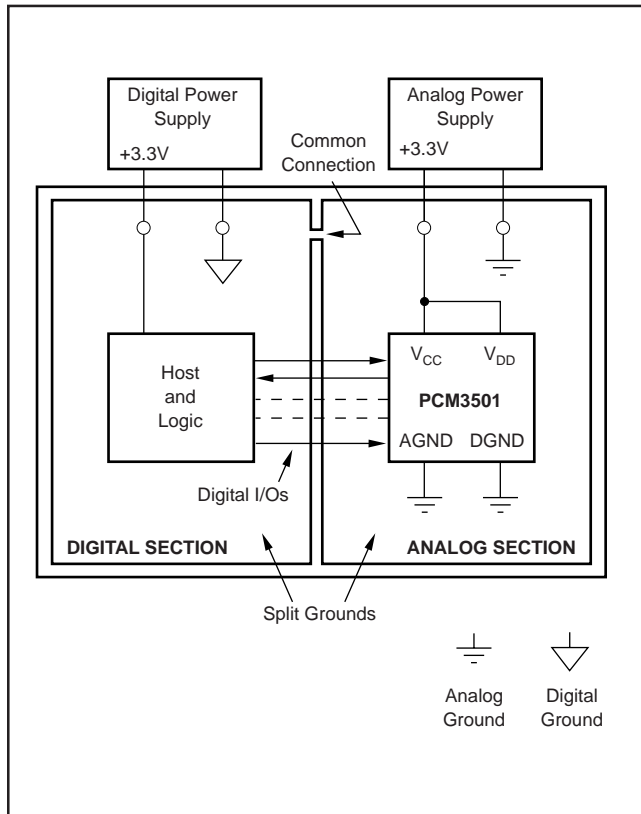 Digital Power
Supply
+3.3V
Analog Power
Supply
+3.3V
Common
Connection
Host
and
Logic
V_CC V_DD
PCM3501
AGND DGND
Digital I/Os
DIGITAL SECTION
ANALOG SECTION
Split Grounds
Analog
Ground
Digital
Ground